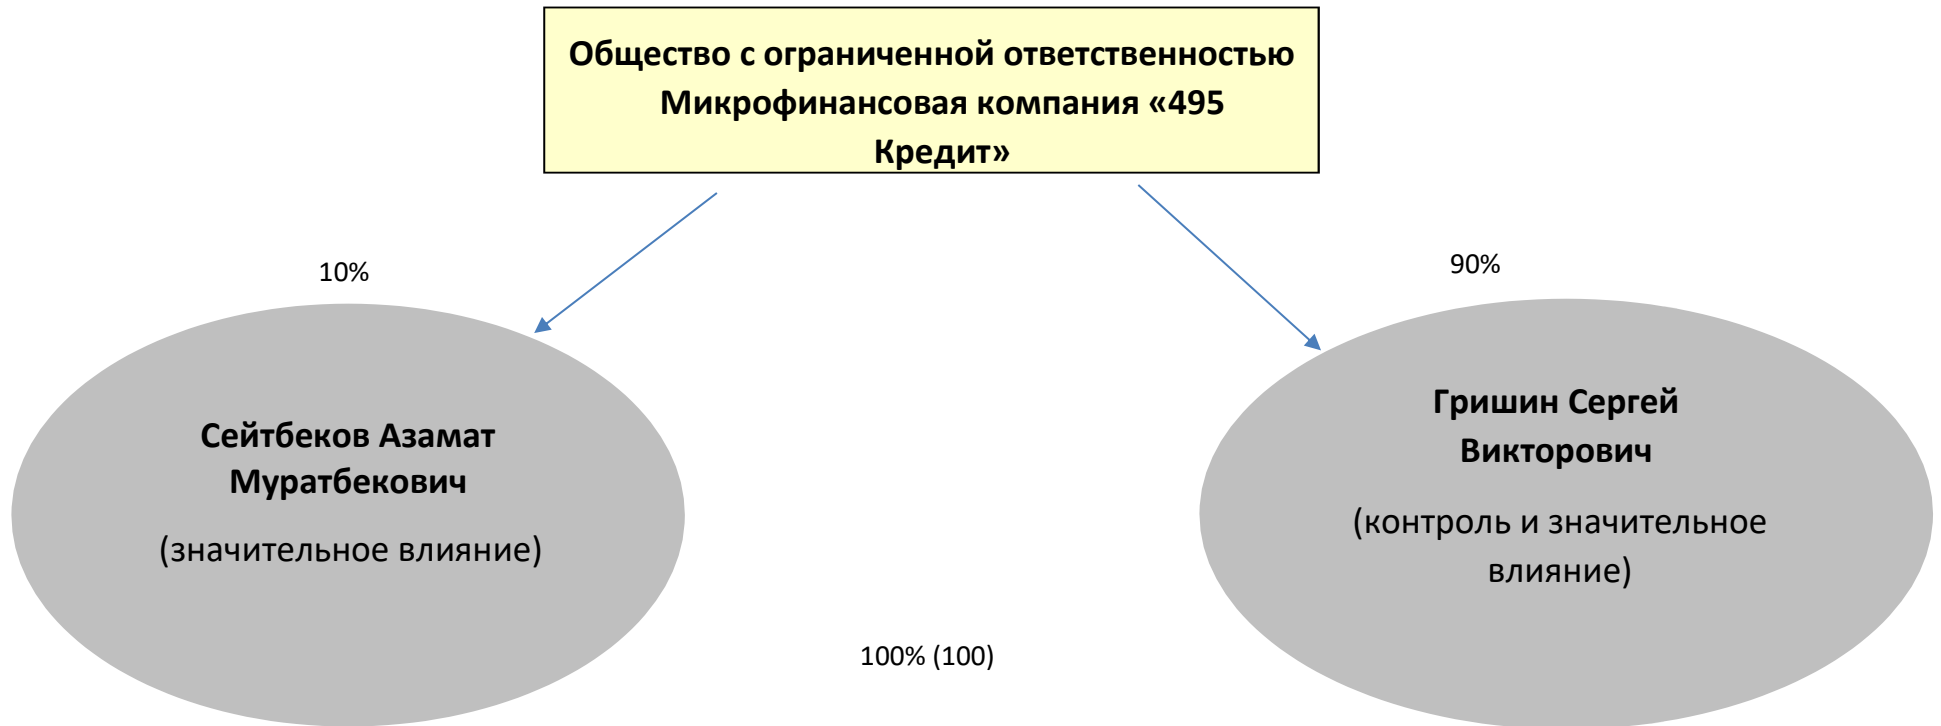 Общество с ограниченной ответственностью
Микрофинансовая компания «495
Кредит»
10%
90%
Сейтбеков Азамат
Муратбекович
(значительное влияние)
Гришин Сергей
Викторович
(контроль и значительное
влияние)
100% (100)